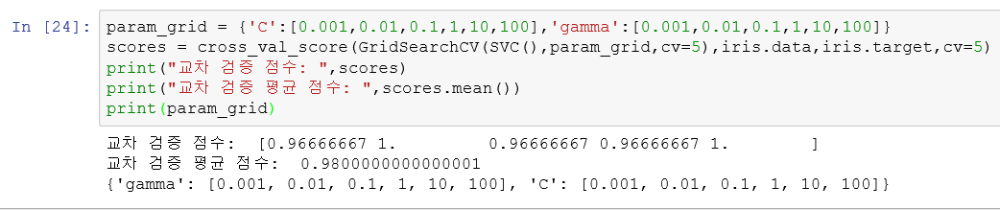 In [24]: param_grid = {'C':[0.001,0.01,0.1,1,10,100],'gamma':[0.001,0.01,0.1,1,10,100]}
scores = cross_val_score(GridSearchCV(SVC(),param_grid,cv=5),iris.data,iris.target,cv=5)
print("교차 검증 점수: ",scores)
print("교차 검증 평균 점수: ",scores.mean())
print(param_grid)
교차 검증 점수:  [0.96666667 1.         0.96666667 0.96666667 1.        ]
교차 검증 평균 점수:  0.9800000000000001
{'gamma': [0.001, 0.01, 0.1, 1, 10, 100], 'C': [0.001, 0.01, 0.1, 1, 10, 100]}